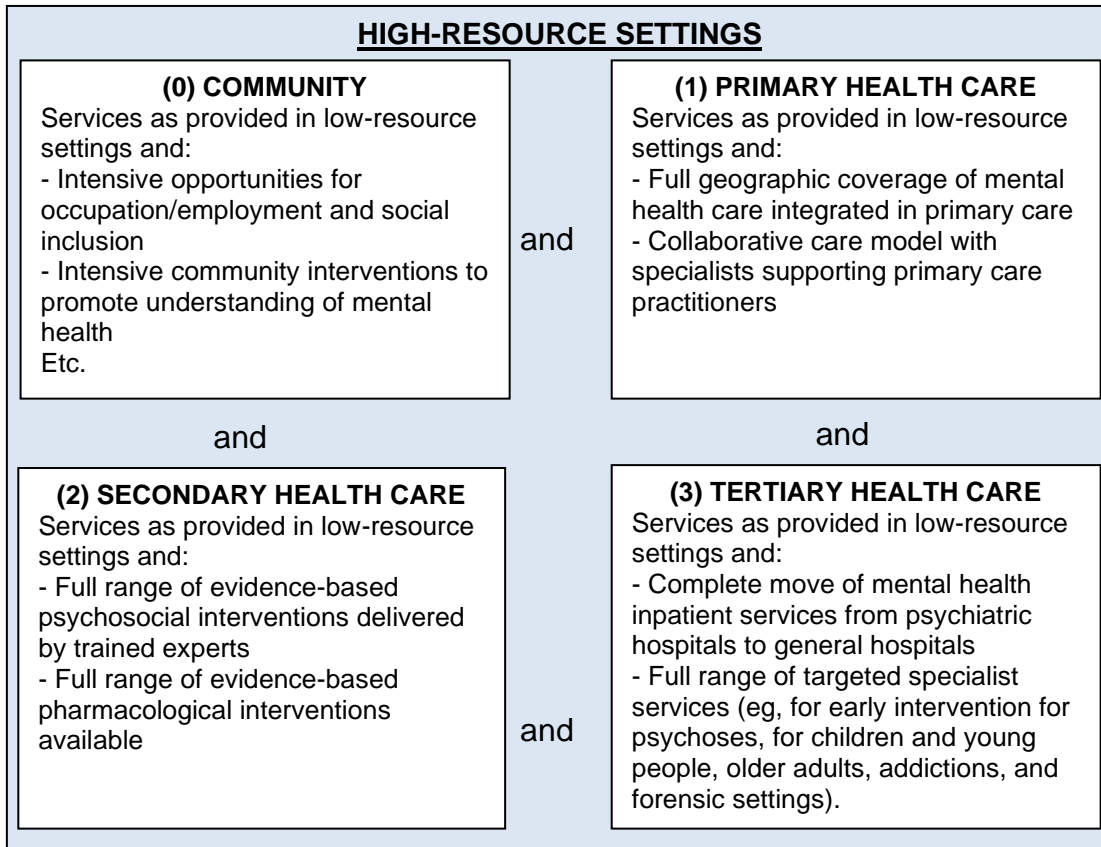 HIGH-RESOURCE SETTINGS
(0) COMMUNITY
Services as provided in low-resource
settings and:
- Intensive opportunities for
occupation/employment and social
inclusion
- Intensive community interventions to
promote understanding of mental
health
Etc.
and
(1) PRIMARY HEALTH CARE
Services as provided in low-resource
settings and:
- Full geographic coverage of mental
health care integrated in primary care
- Collaborative care model with
specialists supporting primary care
practitioners
and
and
(2) SECONDARY HEALTH CARE
Services as provided in low-resource
settings and:
- Full range of evidence-based
psychosocial interventions delivered
by trained experts
- Full range of evidence-based
pharmacological interventions
available
and
(3) TERTIARY HEALTH CARE
Services as provided in low-resource
settings and:
- Complete move of mental health
inpatient services from psychiatric
hospitals to general hospitals
- Full range of targeted specialist
services (eg, for early intervention for
psychoses, for children and young
people, older adults, addictions, and
forensic settings).